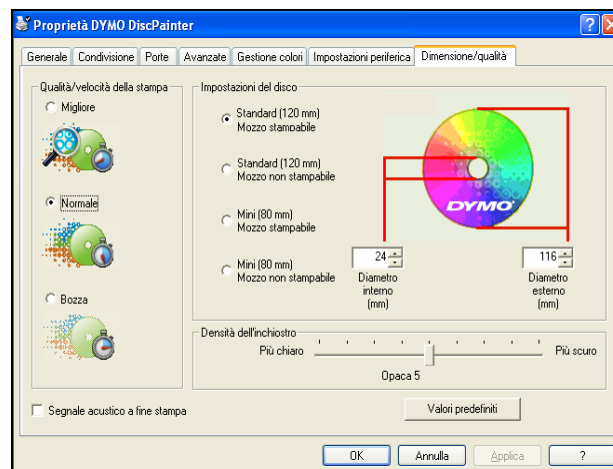 Proprietà DYMO DiscPainter
Generale Condivisione Porte Avanzate Gestione colori Impostazioni periferica Dimensione/qualità
Qualità/velocità della stampa
Migliore
Normale
Bozza
Impostazioni del disco
Standard (120 mm)
Mozzo stampabile
Standard (120 mm)
Mozzo non stampabile
Mini (80 mm)
Mozzo stampabile
Mini (80 mm)
Mozzo non stampabile
DYMO
24
Diametro
interno
(mm)
116
Diametro
esterno
(mm)
Densità dell'inchiostro
Più chiaro
Più scuro
Opaca 5
Segnale acustico a fine stampa
Valori predefiniti
OK Annulla Applica ?